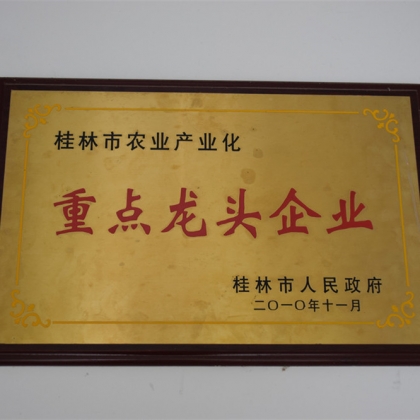 桂林市农业产业化
重点龙头企业
桂林市人民政府
二〇一〇年十一月